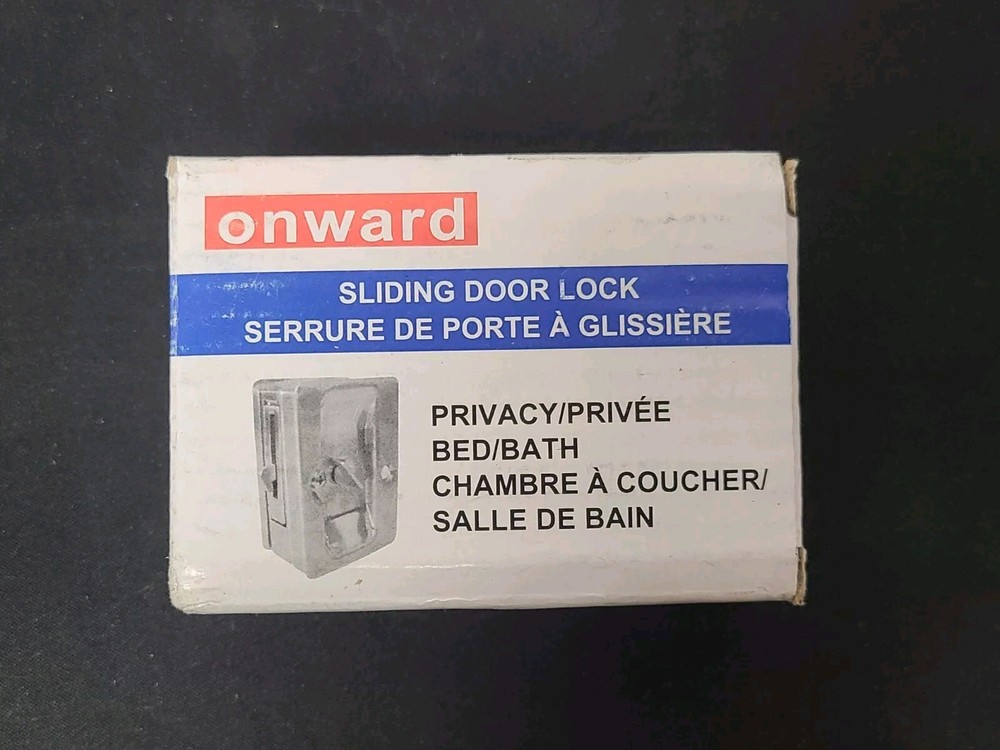 onward
SLIDING DOOR LOCK
SERRURE DE PORTE À GLISSIÈRE
PRIVACY/PRIVÉE
BED/BATH
CHAMBRE À COUCHER/
SALLE DE BAIN